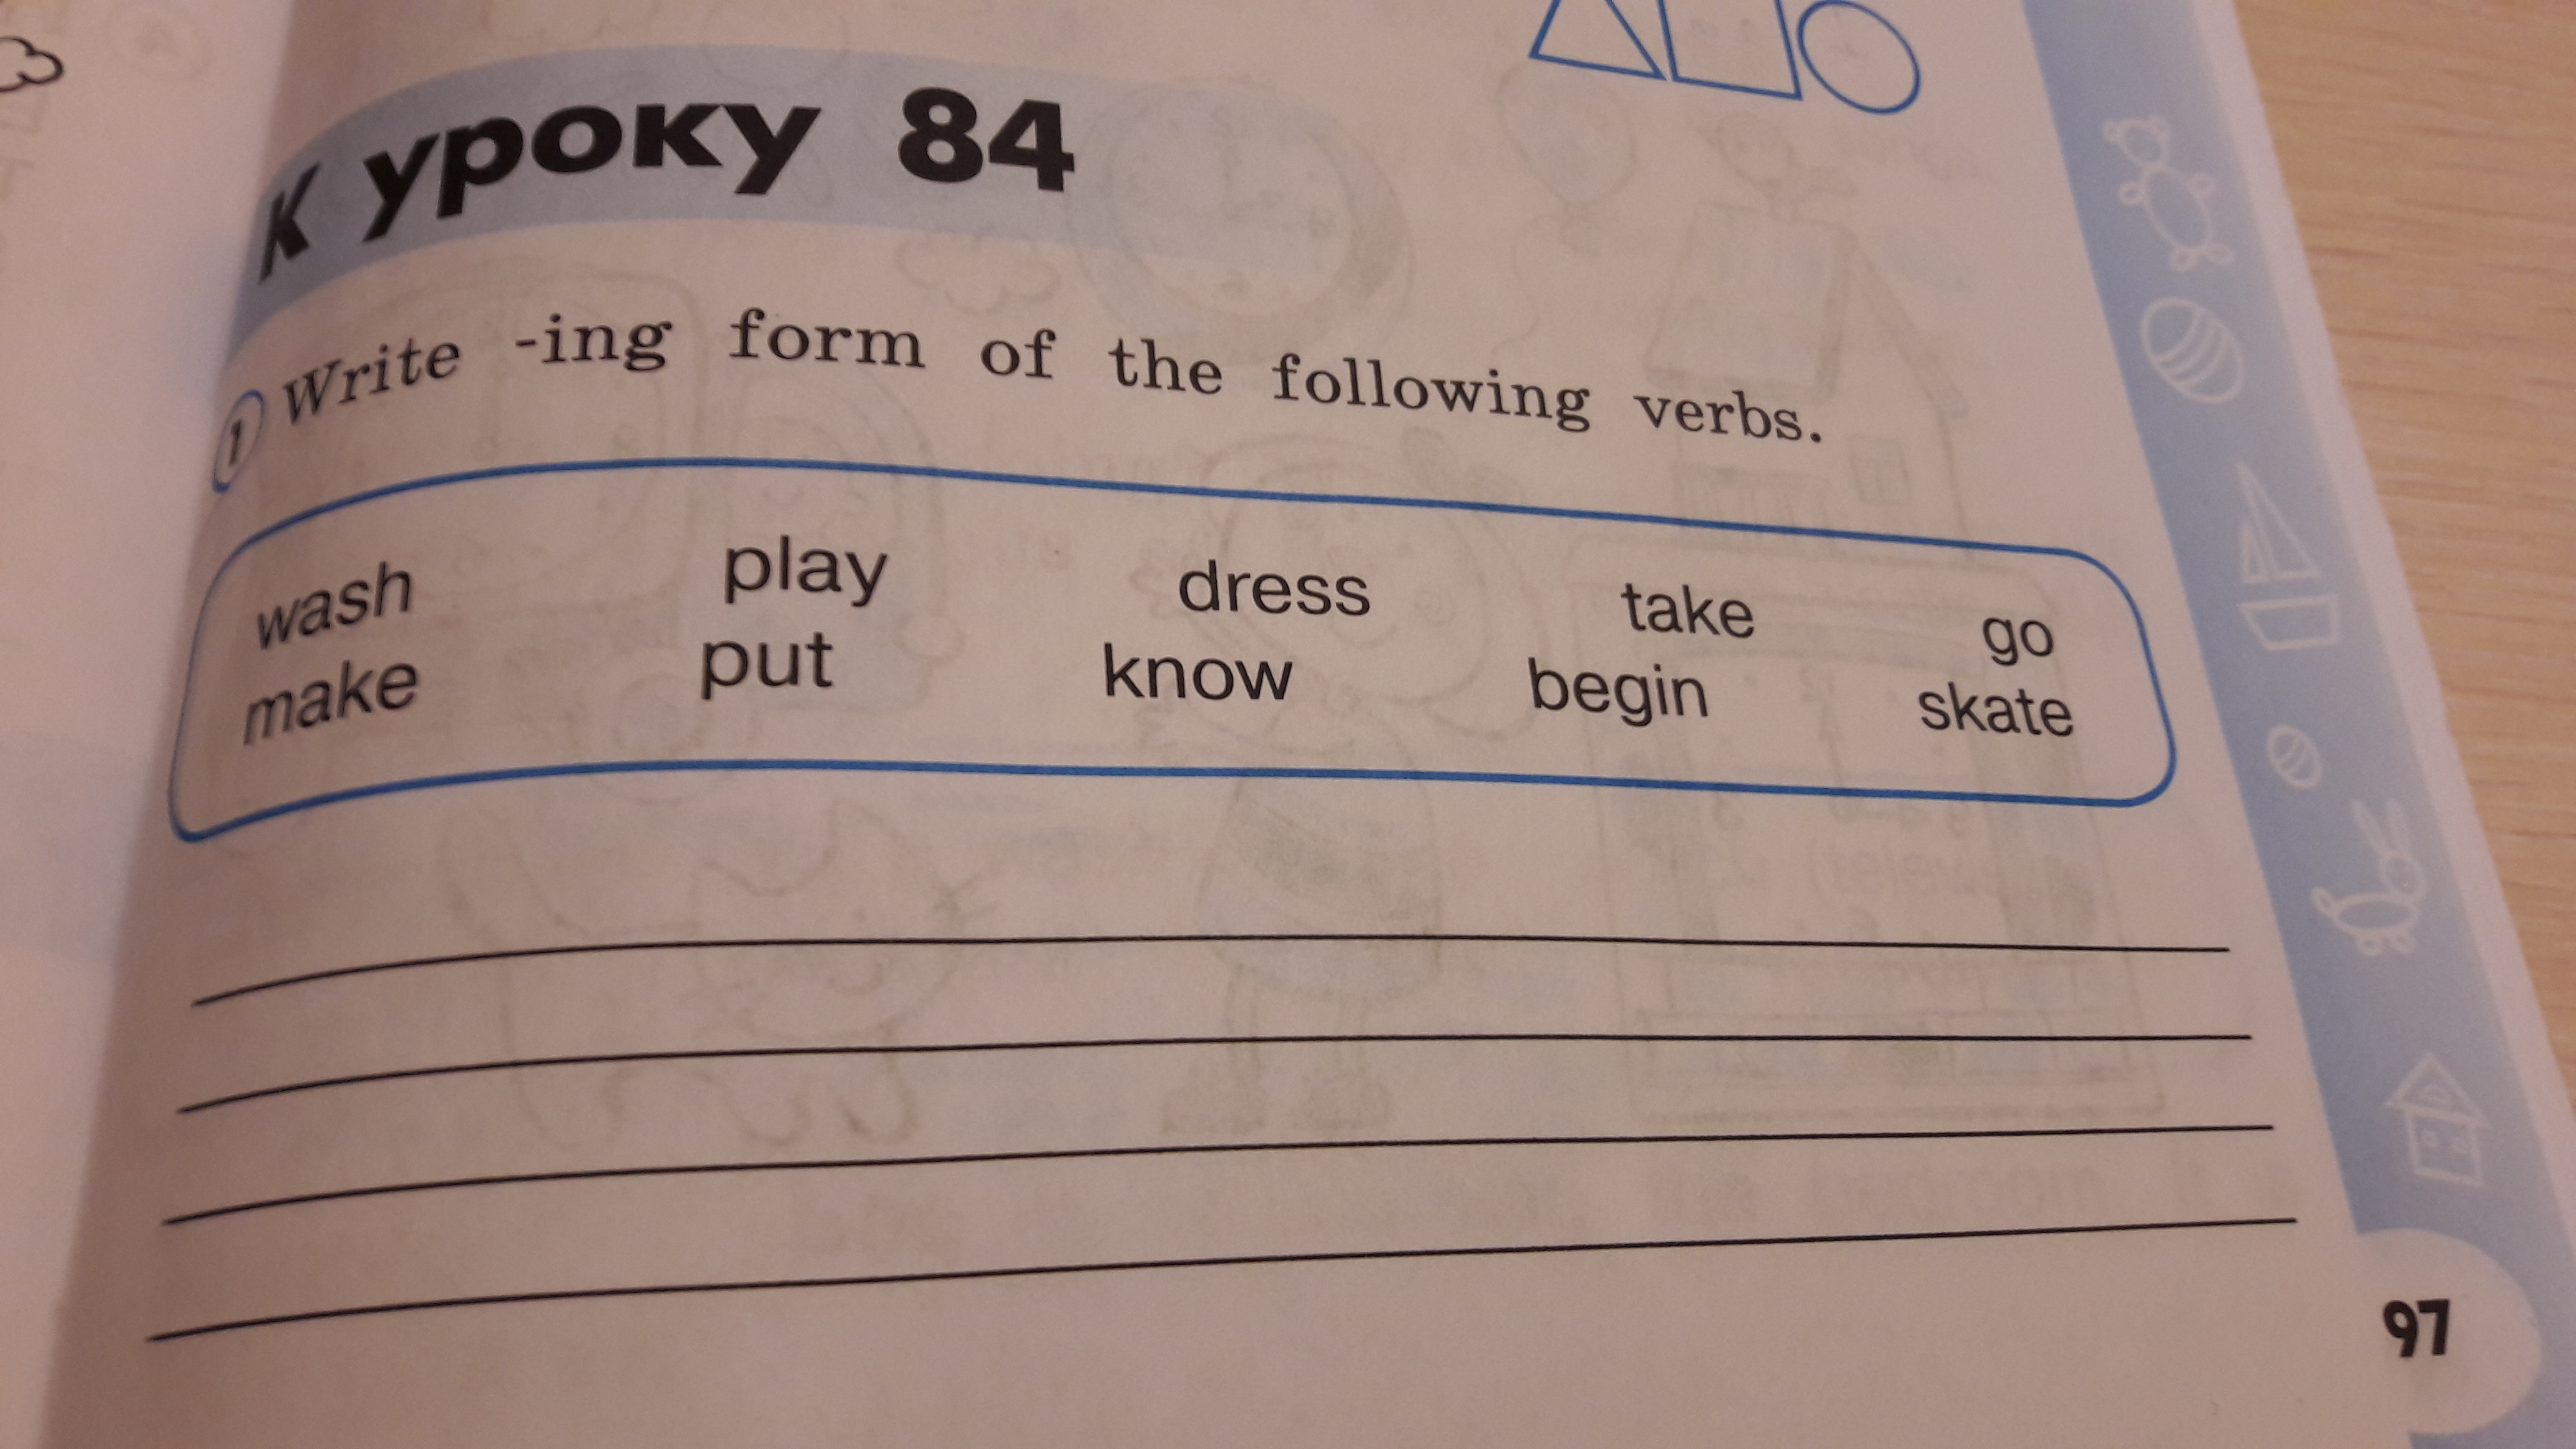 К уроку 84
1 Write -ing form of the following verbs.
wash play dress take go
make put know begin skate
97